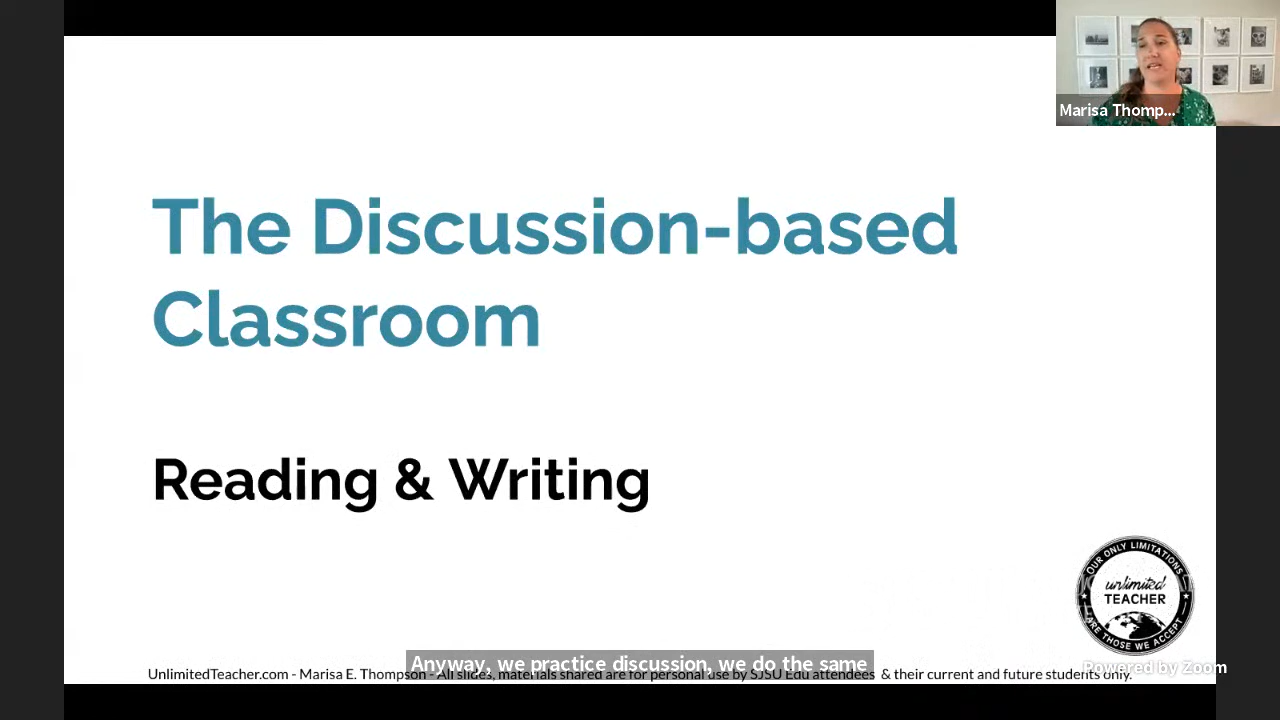 Marisa Thomp...
The Discussion-based
Classroom
Reading & Writing
OUR ONLY LIMITATIONS
unlimited
TEACHER
ARE THOSE WE ACCEPT
Anyway, we practice discussion, we do the same
UnlimitedTeacher.com - Marisa E. Thompson - All slides, materials shared are for personal use by SJSU Edu attendees & their current and future students only.
Powered by Zoom